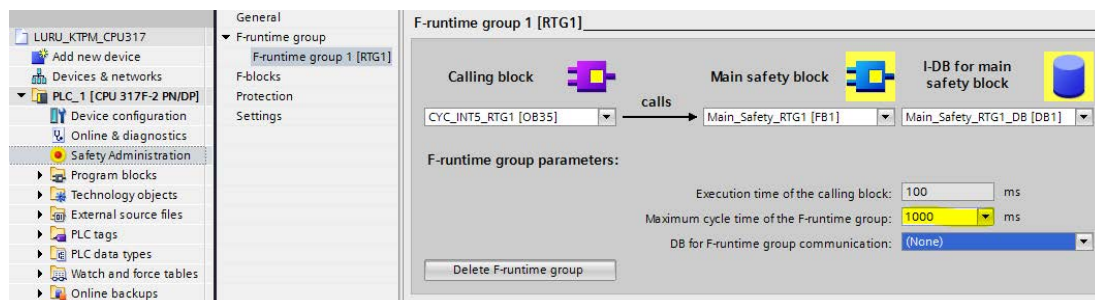 LURU_KTPM_CPU317
Add new device
Devices & networks
PLC_1 [CPU 317F-2 PN/DP]
Device configuration
Online & diagnostics
Safety Administration
Program blocks
Technology objects
External source files
PLC tags
PLC data types
Watch and force tables
Online backups
General
F-runtime group
F-runtime group 1 [RTG1]
F-blocks
Protection
Settings
F-runtime group 1 [RTG1]
Calling block
Main safety block
I-DB for main
safety block
calls
CYC_INT5_RTG1 [OB35]
Main_Safety_RTG1 [FB1]
Main_Safety_RTG1_DB [DB1]
F-runtime group parameters:
Execution time of the calling block: 100 ms
Maximum cycle time of the F-runtime group: 1000 ms
DB for F-runtime group communication: (None)
Delete F-runtime group